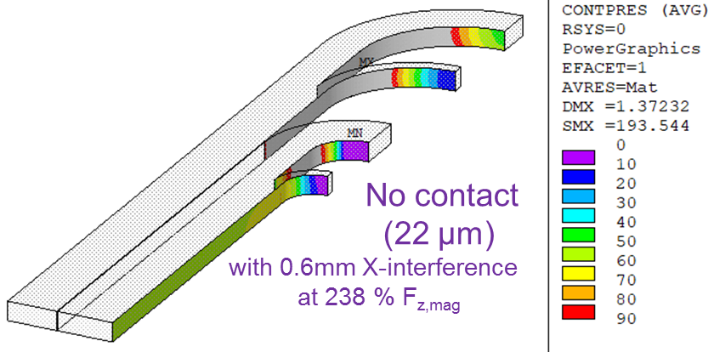 CONTPRES (AVG)
RSYS=0
PowerGraphics
EFACET=1
AVRES=Mat
DMX =1.37232
SMX =193.544
0
10
20
30
40
50
60
70
80
90
MX
MN
No contact
(22 µm)
with 0.6mm X-interference
at 238 % Fz,mag